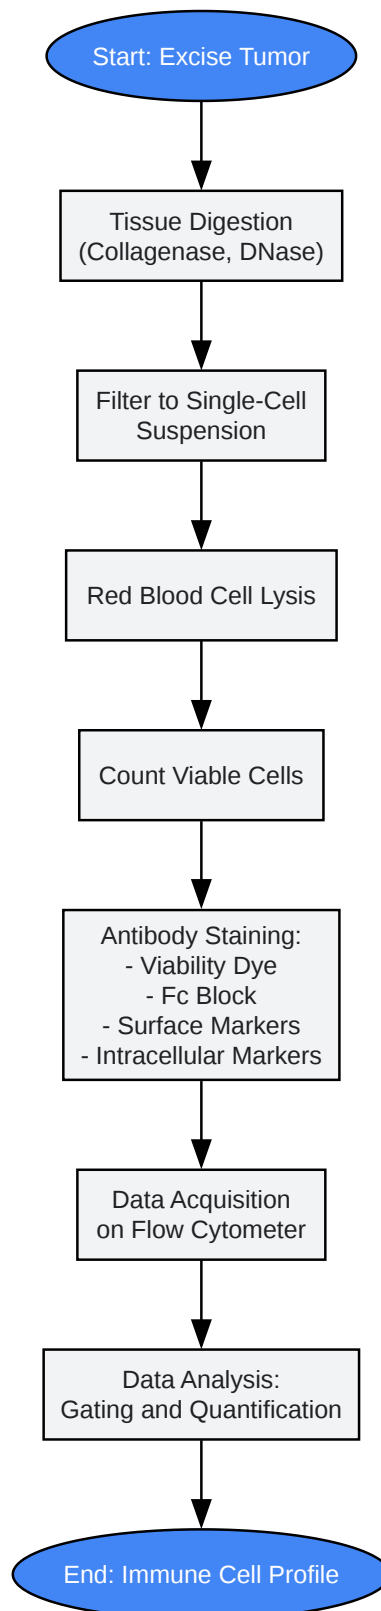 Start: Excise Tumor
Tissue Digestion
(Collagenase, DNase)
Filter to Single-Cell
Suspension
Red Blood Cell Lysis
Count Viable Cells
Antibody Staining:
- Viability Dye
- Fc Block
- Surface Markers
- Intracellular Markers
Data Acquisition
on Flow Cytometer
Data Analysis:
Gating and Quantification
End: Immune Cell Profile